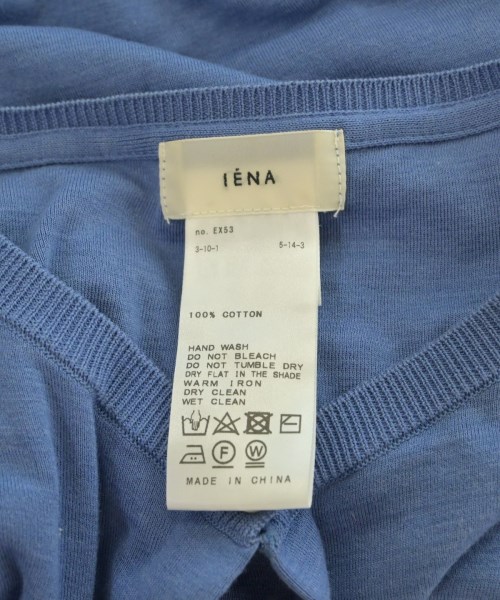 IÉNA
no. EX53
3-10-1 5-14-3
100% COTTON
HAND WASH
DO NOT BLEACH
DO NOT TUMBLE DRY
DRY FLAT IN THE SHADE
WARM IRON
DRY CLEAN
WET CLEAN
F W
MADE IN CHINA